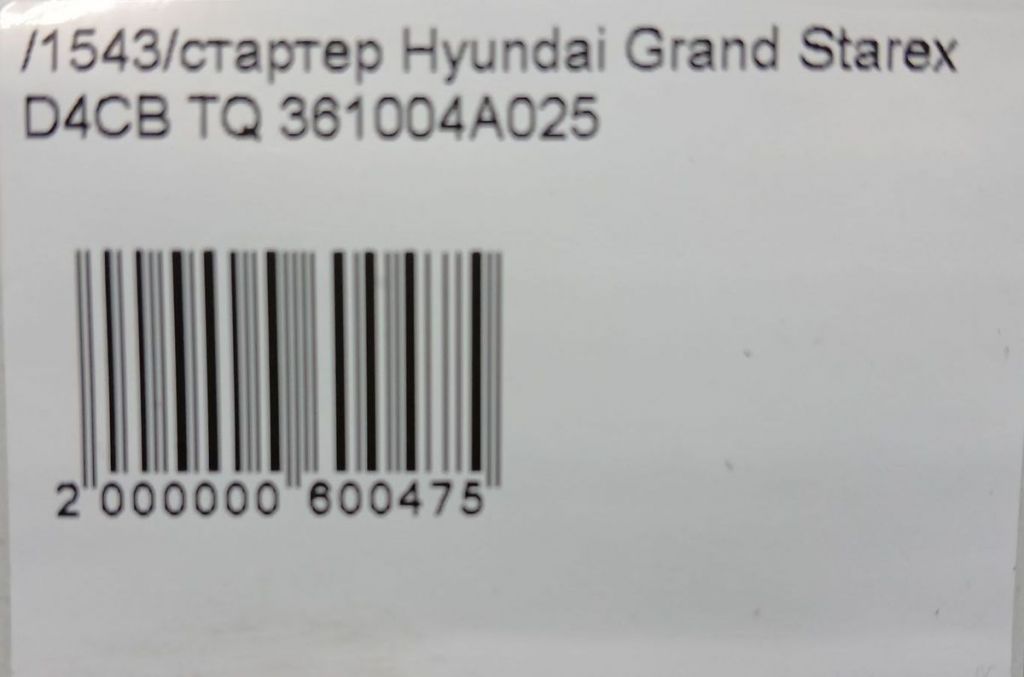 /1543/стартер Hyundai Grand Starex
D4CB TQ 361004A025
2 000000 600475